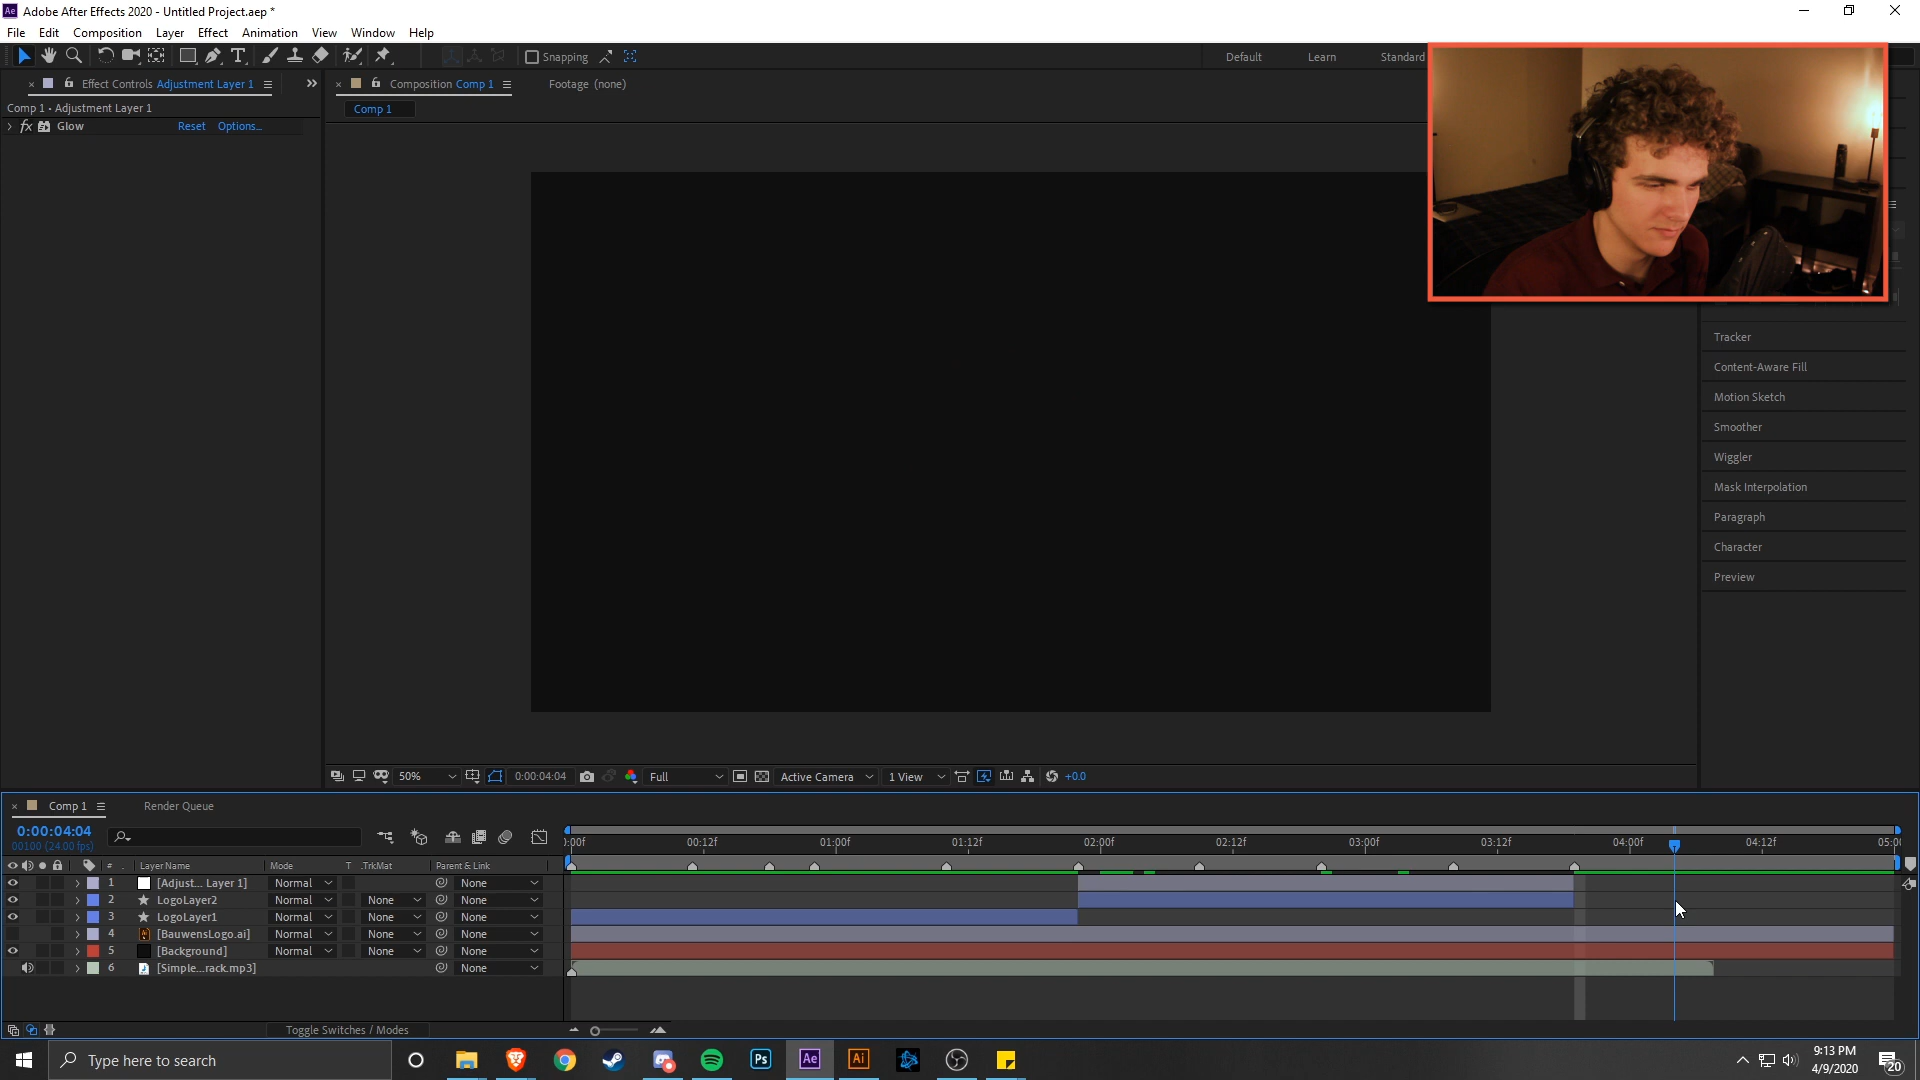 Adobe After Effects 2020 - Untitled Project.aep *
File Edit Composition Layer Effect Animation View Window Help
Snapping
Default Learn Standard
Effect Controls Adjustment Layer 1
Composition Comp 1
Footage (none)
Comp 1 • Adjustment Layer 1
Comp 1
fx Glow Reset Options...
Tracker
Content-Aware Fill
Motion Sketch
Smoother
Wiggler
Mask Interpolation
Paragraph
Character
Preview
50% 0:00:04:04 Full Active Camera 1 View +0.0
Comp 1 Render Queue
0:00:04:04
00100 (24.00 fps)
:00f 00:12f 01:00f 01:12f 02:00f 02:12f 03:00f 03:12f 04:00f 04:12f 05:0
# Layer Name Mode T .TrkMat Parent & Link
1 [Adjust... Layer 1] Normal None
2 LogoLayer2 Normal None None
3 LogoLayer1 Normal None None
4 [BauwensLogo.ai] Normal None None
5 [Background] Normal None None
6 [Simple...rack.mp3] None
Toggle Switches / Modes
Type here to search
Ps Ae Ai
9:13 PM
4/9/2020
20